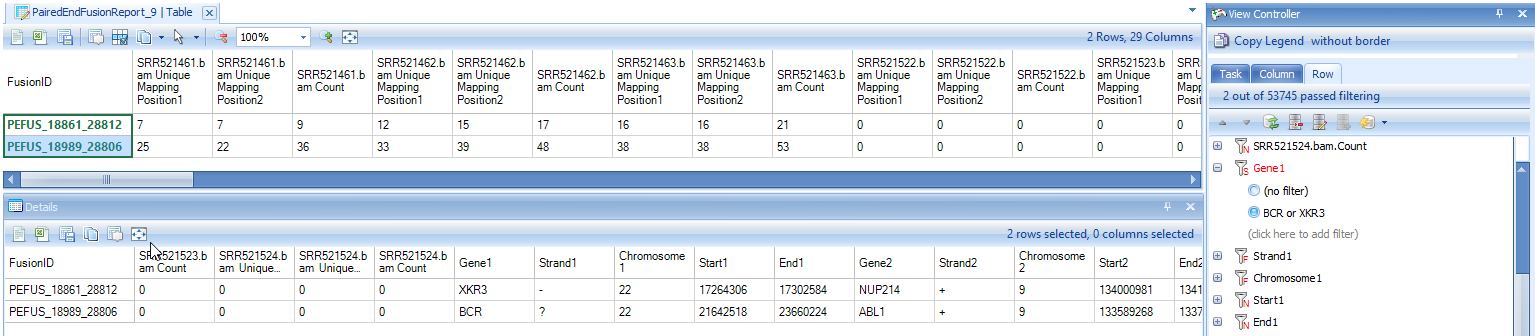 PairedEndFusionReport_9 | Table
100%
2 Rows, 29 Columns
FusionID SRR521461.bam Unique Mapping Position1 SRR521461.bam Unique Mapping Position2 SRR521461.bam Count SRR521462.bam Unique Mapping Position1 SRR521462.bam Unique Mapping Position2 SRR521462.bam Count SRR521463.bam Unique Mapping Position1 SRR521463.bam Unique Mapping Position2 SRR521463.bam Count SRR521522.bam Unique Mapping Position1 SRR521522.bam Unique Mapping Position2 SRR521522.bam Count SRR521523.bam Unique Mapping Position1
PEFUS_18861_28812 7 7 9 12 15 17 16 16 21 0 0 0 0 0
PEFUS_18989_28806 25 22 36 33 39 48 38 38 53 0 0 0 0 0
Details
2 rows selected, 0 columns selected
FusionID SRR521523.bam Count SRR521524.bam Unique... SRR521524.bam Unique... SRR521524.bam Count Gene1 Strand1 Chromosome1 Start1 End1 Gene2 Strand2 Chromosome2 Start2 End2
PEFUS_18861_28812 0 0 0 0 XKR3 - 22 17264306 17302584 NUP214 + 9 134000981 1341
PEFUS_18989_28806 0 0 0 0 BCR ? 22 21642518 23660224 ABL1 + 9 133589268 1337
View Controller
Copy Legend without border
Task Column Row
2 out of 53745 passed filtering
SRR521524.bam.Count
Gene1
(no filter)
BCR or XKR3
(click here to add filter)
Strand1
Chromosome1
Start1
End1